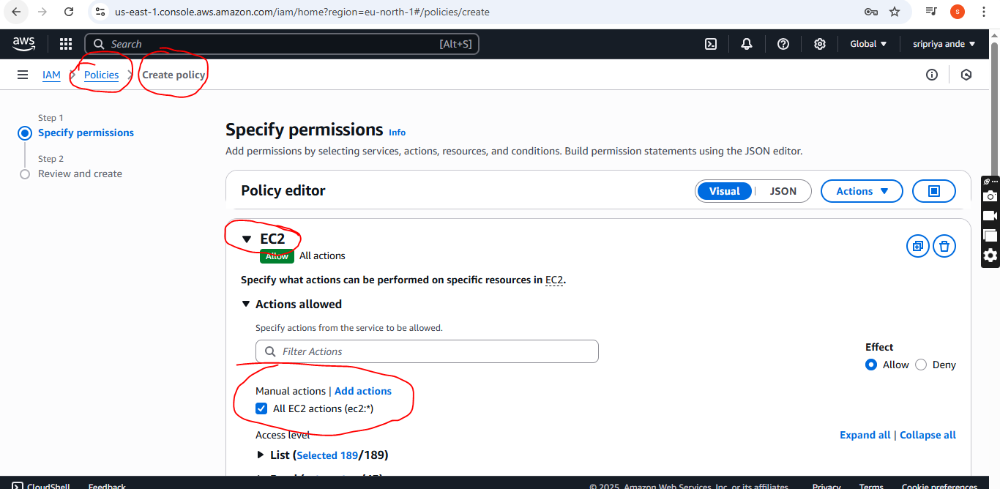 us-east-1.console.aws.amazon.com/iam/home?region=eu-north-1#/policies/create
S
aws
Search [Alt+S]
Global
sripriya ande
IAM
Policies
Create policy
Step 1
Specify permissions
Step 2
Review and create
Specify permissions Info
Add permissions by selecting services, actions, resources, and conditions. Build permission statements using the JSON editor.
Policy editor
Visual
JSON
Actions
EC2
Allow All actions
Specify what actions can be performed on specific resources in EC2.
Actions allowed
Specify actions from the service to be allowed.
Filter Actions
Effect
Allow Deny
Manual actions | Add actions
All EC2 actions (ec2:*)
Access level
Expand all | Collapse all
List (Selected 189/189)
CloudShell Feedback © 2025, Amazon Web Services, Inc. or its affiliates. Privacy Terms Cookie preferences